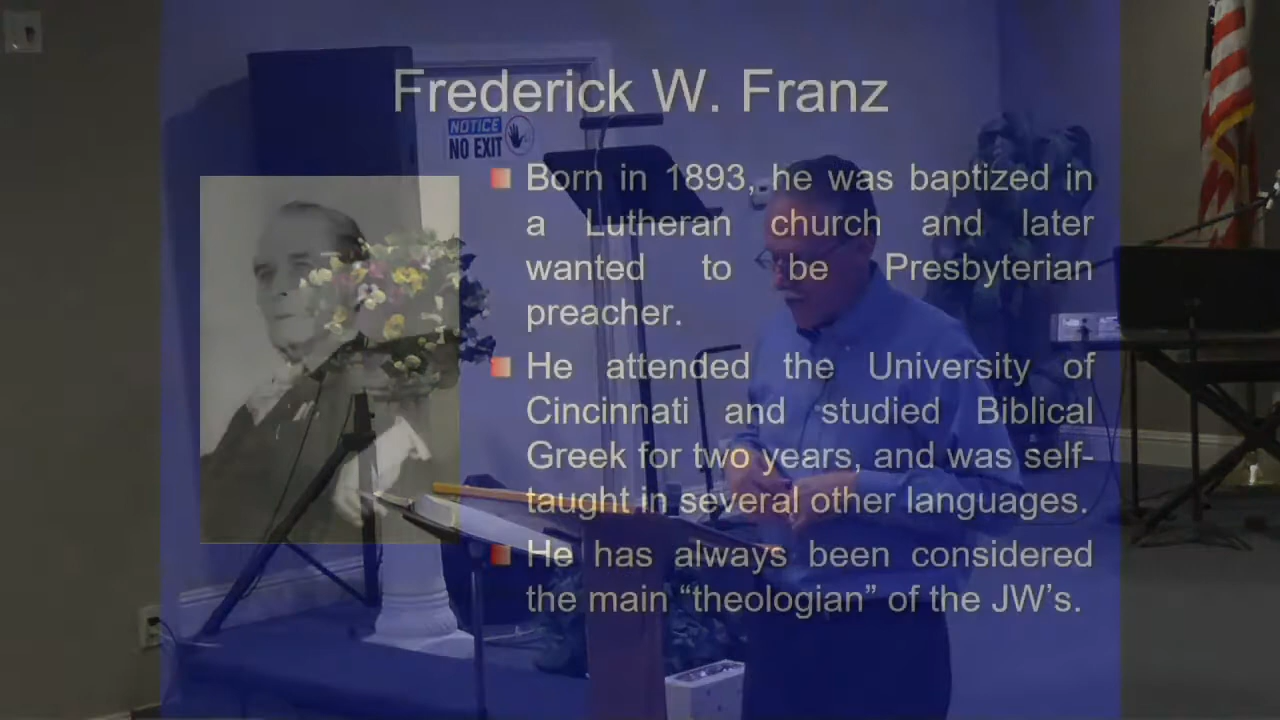 Frederick W. Franz
NOTICE
NO EXIT
Born in 1893, he was baptized in
a Lutheran church and later
wanted to be Presbyterian
preacher.
He attended the University of
Cincinnati and studied Biblical
Greek for two years, and was self-
taught in several other languages.
He has always been considered
the main “theologian” of the JW’s.